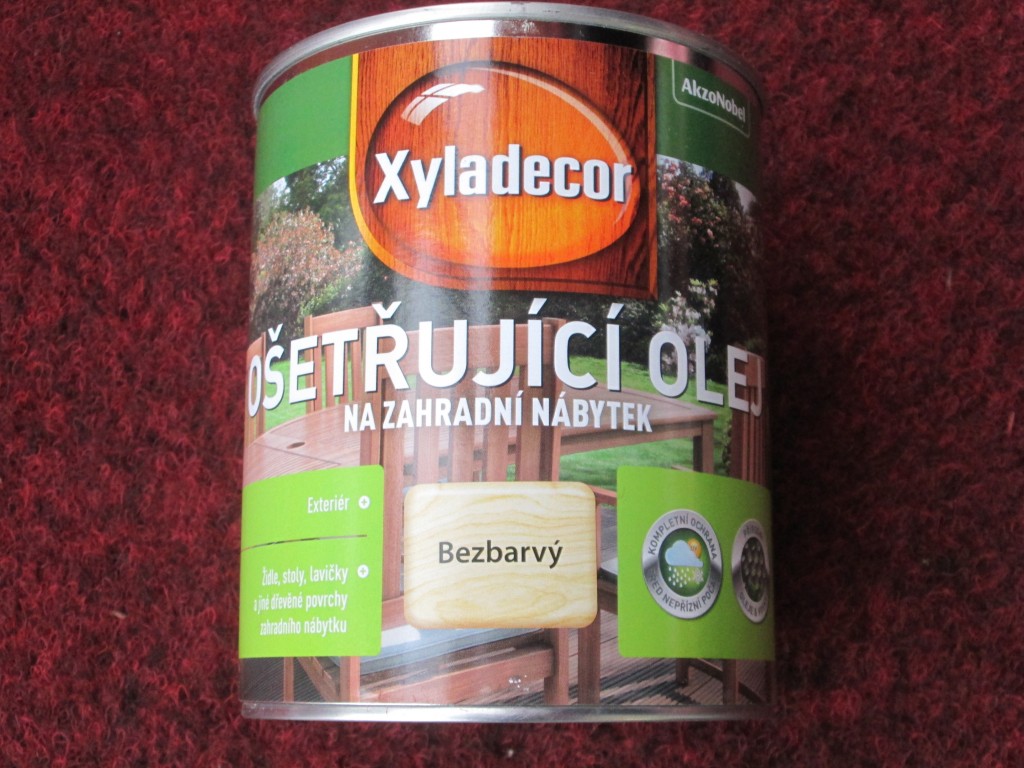 AkzoNobel
Xyladecor
OŠETŘUJÍCÍ OLEJ
NA ZAHRADNÍ NÁBYTEK
Exteriér
Židle, stoly, lavičky
a jiné dřevěné povrchy
zahradního nábytku
Bezbarvý
KOMPLETNÍ OCHRANA
NEPŘÍZNÍ